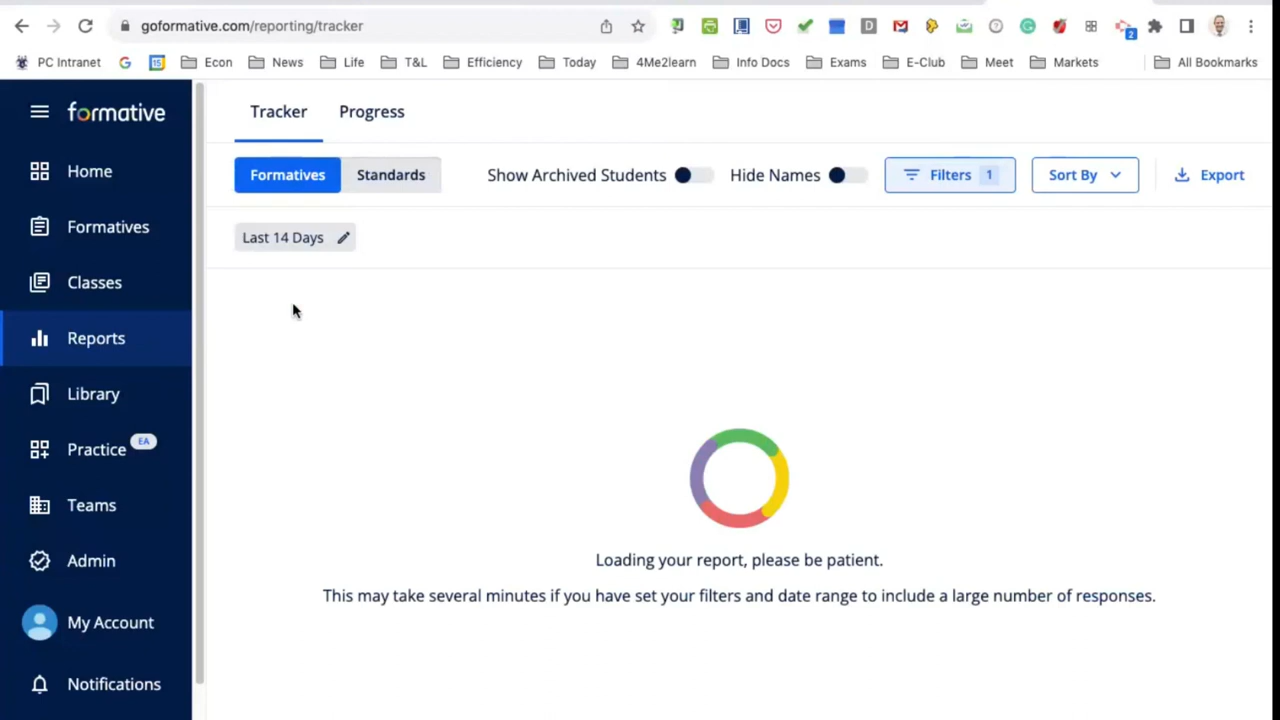 goformative.com/reporting/tracker
2
PC Intranet
15
Econ
News
Life
T&L
Efficiency
Today
4Me2learn
Info Docs
Exams
E-Club
Meet
Markets
All Bookmarks
formative
Tracker
Progress
Home
Formatives
Standards
Show Archived Students
Hide Names
Filters 1
Sort By
Export
Formatives
Last 14 Days
Classes
Reports
Library
Practice EA
Teams
Admin
My Account
Notifications
Loading your report, please be patient.
This may take several minutes if you have set your filters and date range to include a large number of responses.